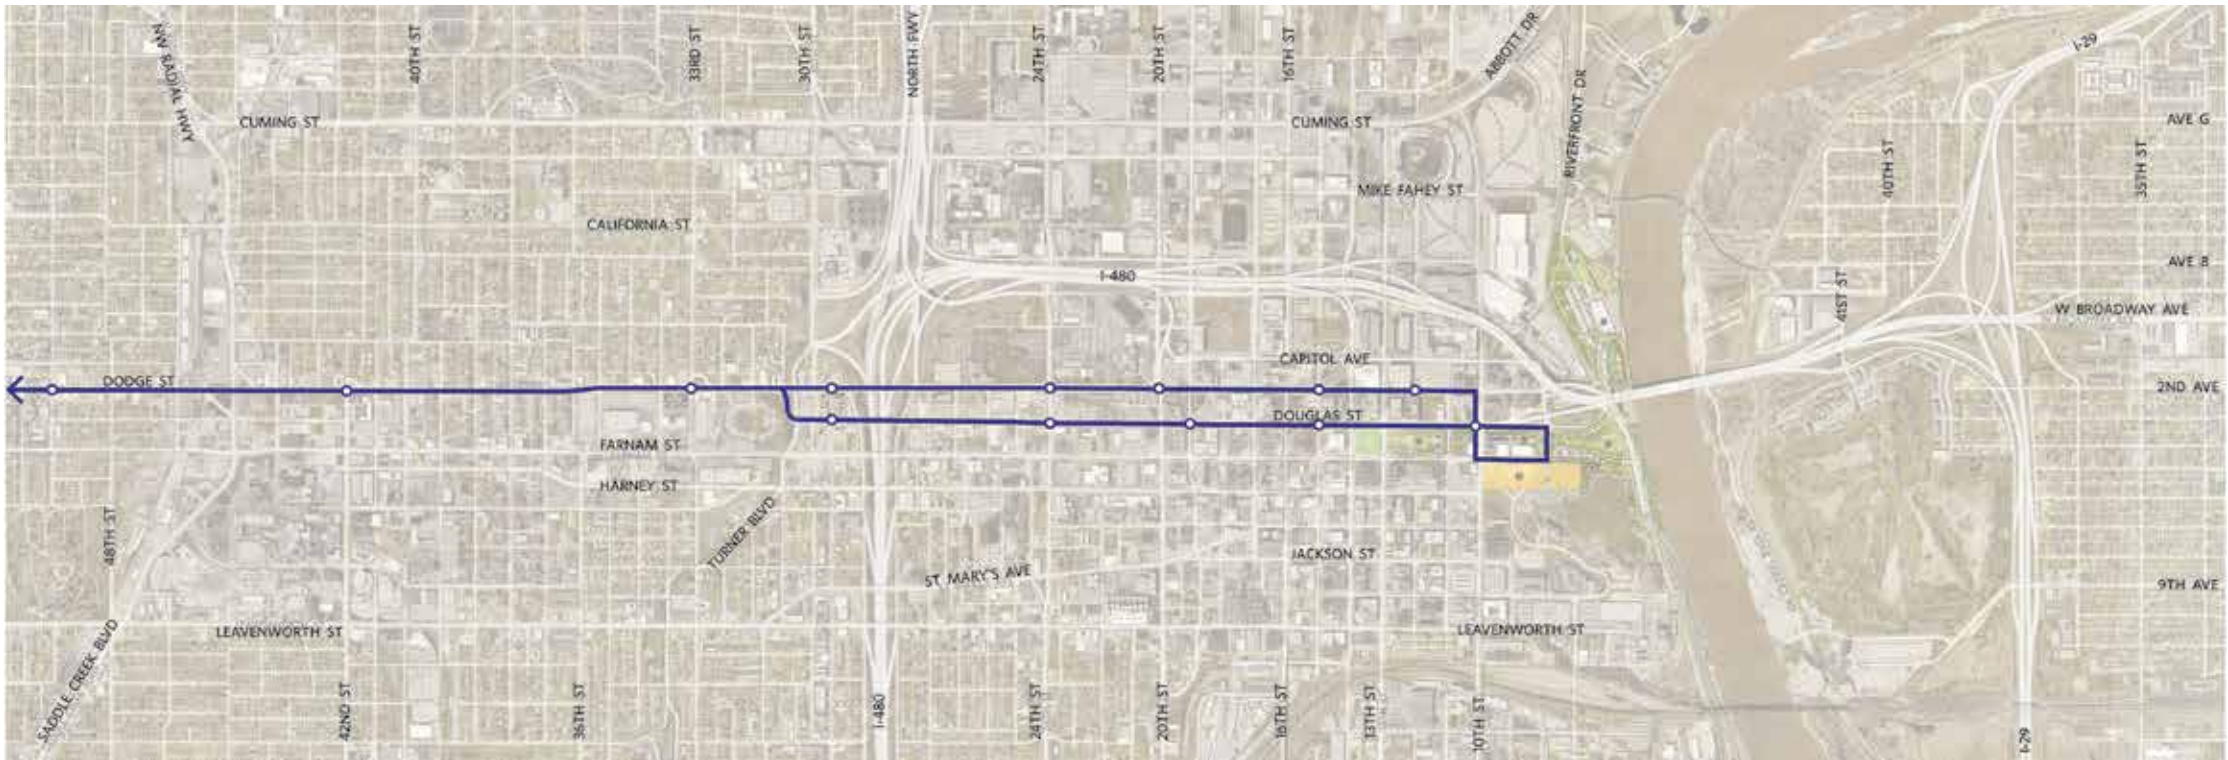 NW RADIAL HWY
40TH ST
33RD ST
30TH ST
NORTH FWY
24TH ST
20TH ST
16TH ST
ABBOTT DR
RIVERFRONT DR
I-29
CUMING ST
CUMING ST
AVE G
40TH ST
35TH ST
MIKE FAHEY ST
CALIFORNIA ST
AVE B
I-480
41ST ST
W BROADWAY AVE
CAPITOL AVE
DODGE ST
2ND AVE
DOUGLAS ST
FARNAM ST
HARNEY ST
48TH ST
TURNER BLVD
JACKSON ST
ST MARY'S AVE
9TH AVE
LEAVENWORTH ST
LEAVENWORTH ST
SADDLE CREEK BLVD
42ND ST
36TH ST
I-480
24TH ST
20TH ST
16TH ST
13TH ST
10TH ST
I-29